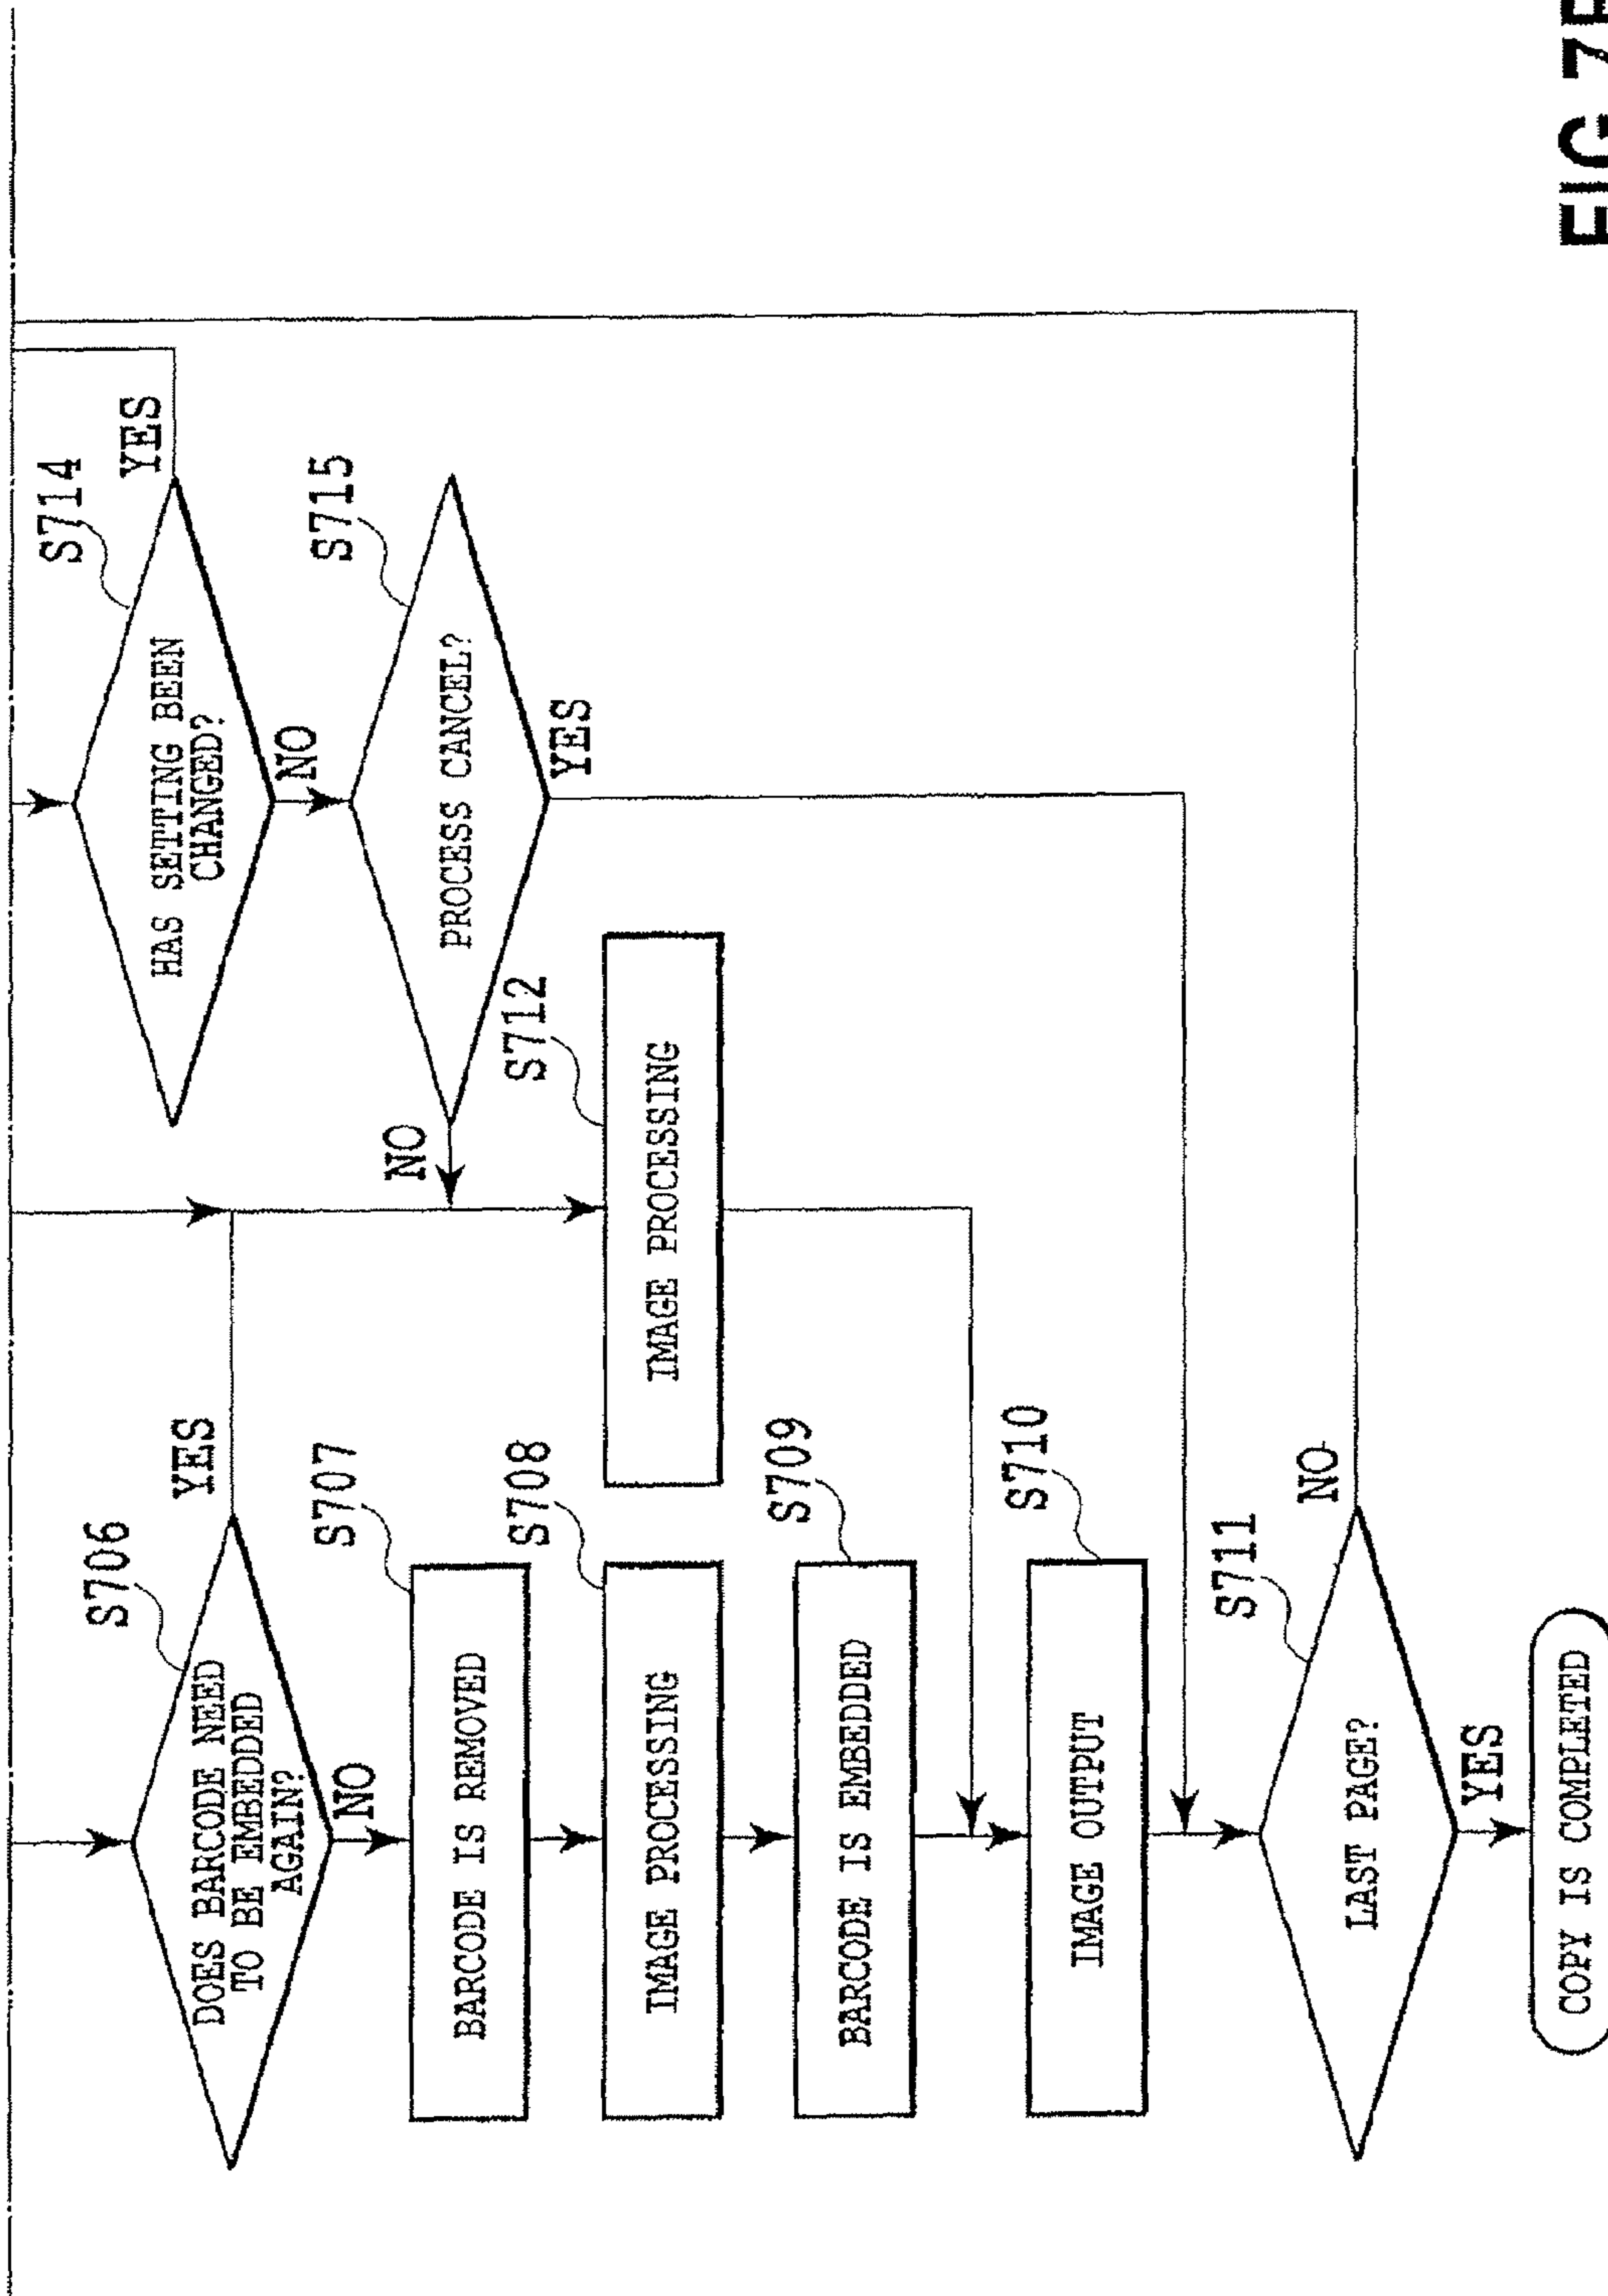 S706
DOES BARCODE NEED
TO BE EMBEDDED
AGAIN?
YES
NO
S707
BARCODE IS REMOVED
S708
IMAGE PROCESSING
S709
BARCODE IS EMBEDDED
S710
IMAGE OUTPUT
S711
LAST PAGE?
NO
YES
COPY IS COMPLETED
S714
HAS SETTING BEEN
CHANGED?
YES
NO
S715
PROCESS CANCEL?
NO
YES
S712
IMAGE PROCESSING
FIG.7B